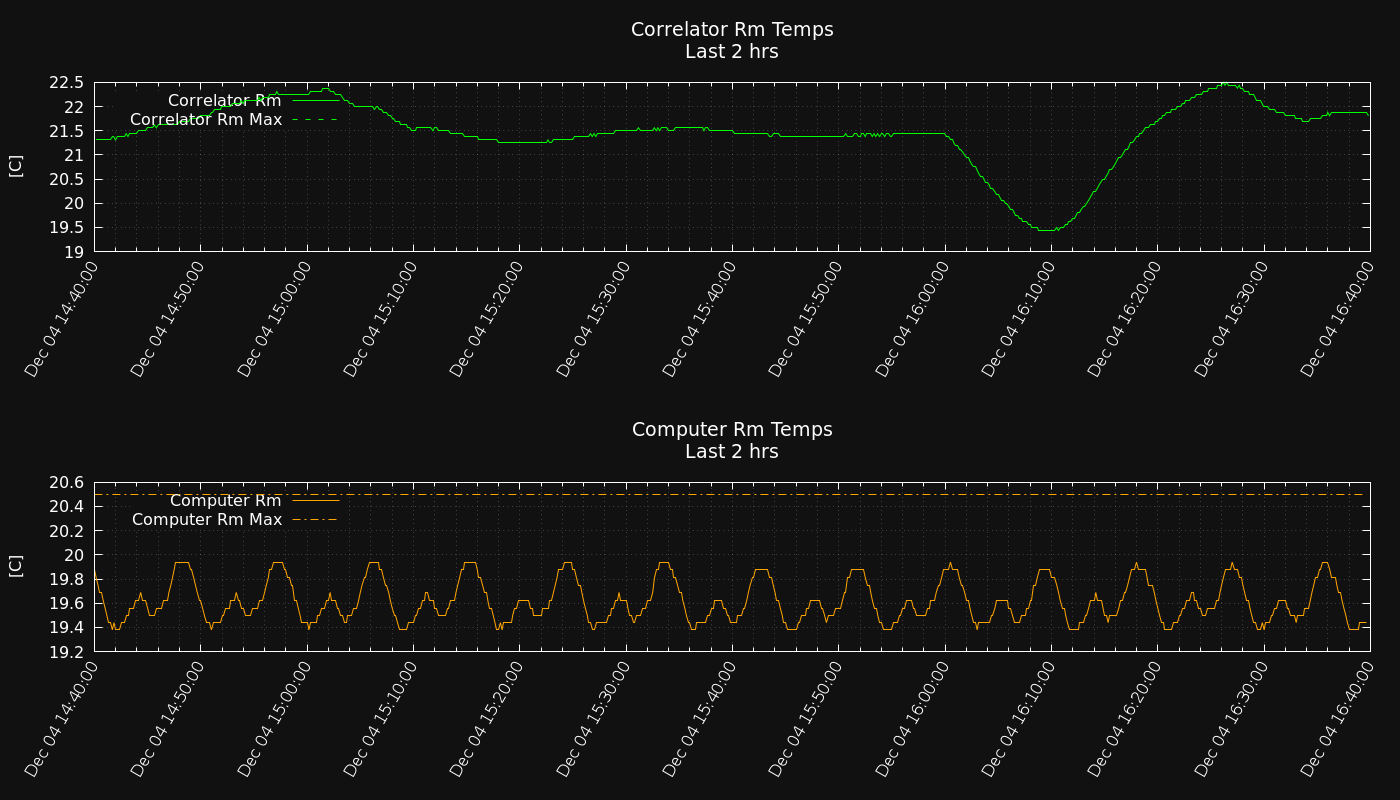 Correlator Rm Temps
Last 2 hrs
22.5
22
21.5
21
20.5
20
19.5
19
[C]
Correlator Rm
Correlator Rm Max
Dec 04 14:40:00
Dec 04 14:50:00
Dec 04 15:00:00
Dec 04 15:10:00
Dec 04 15:20:00
Dec 04 15:30:00
Dec 04 15:40:00
Dec 04 15:50:00
Dec 04 16:00:00
Dec 04 16:10:00
Dec 04 16:20:00
Dec 04 16:30:00
Dec 04 16:40:00
Computer Rm Temps
Last 2 hrs
20.6
20.4
20.2
20
19.8
19.6
19.4
19.2
[C]
Computer Rm
Computer Rm Max
Dec 04 14:40:00
Dec 04 14:50:00
Dec 04 15:00:00
Dec 04 15:10:00
Dec 04 15:20:00
Dec 04 15:30:00
Dec 04 15:40:00
Dec 04 15:50:00
Dec 04 16:00:00
Dec 04 16:10:00
Dec 04 16:20:00
Dec 04 16:30:00
Dec 04 16:40:00